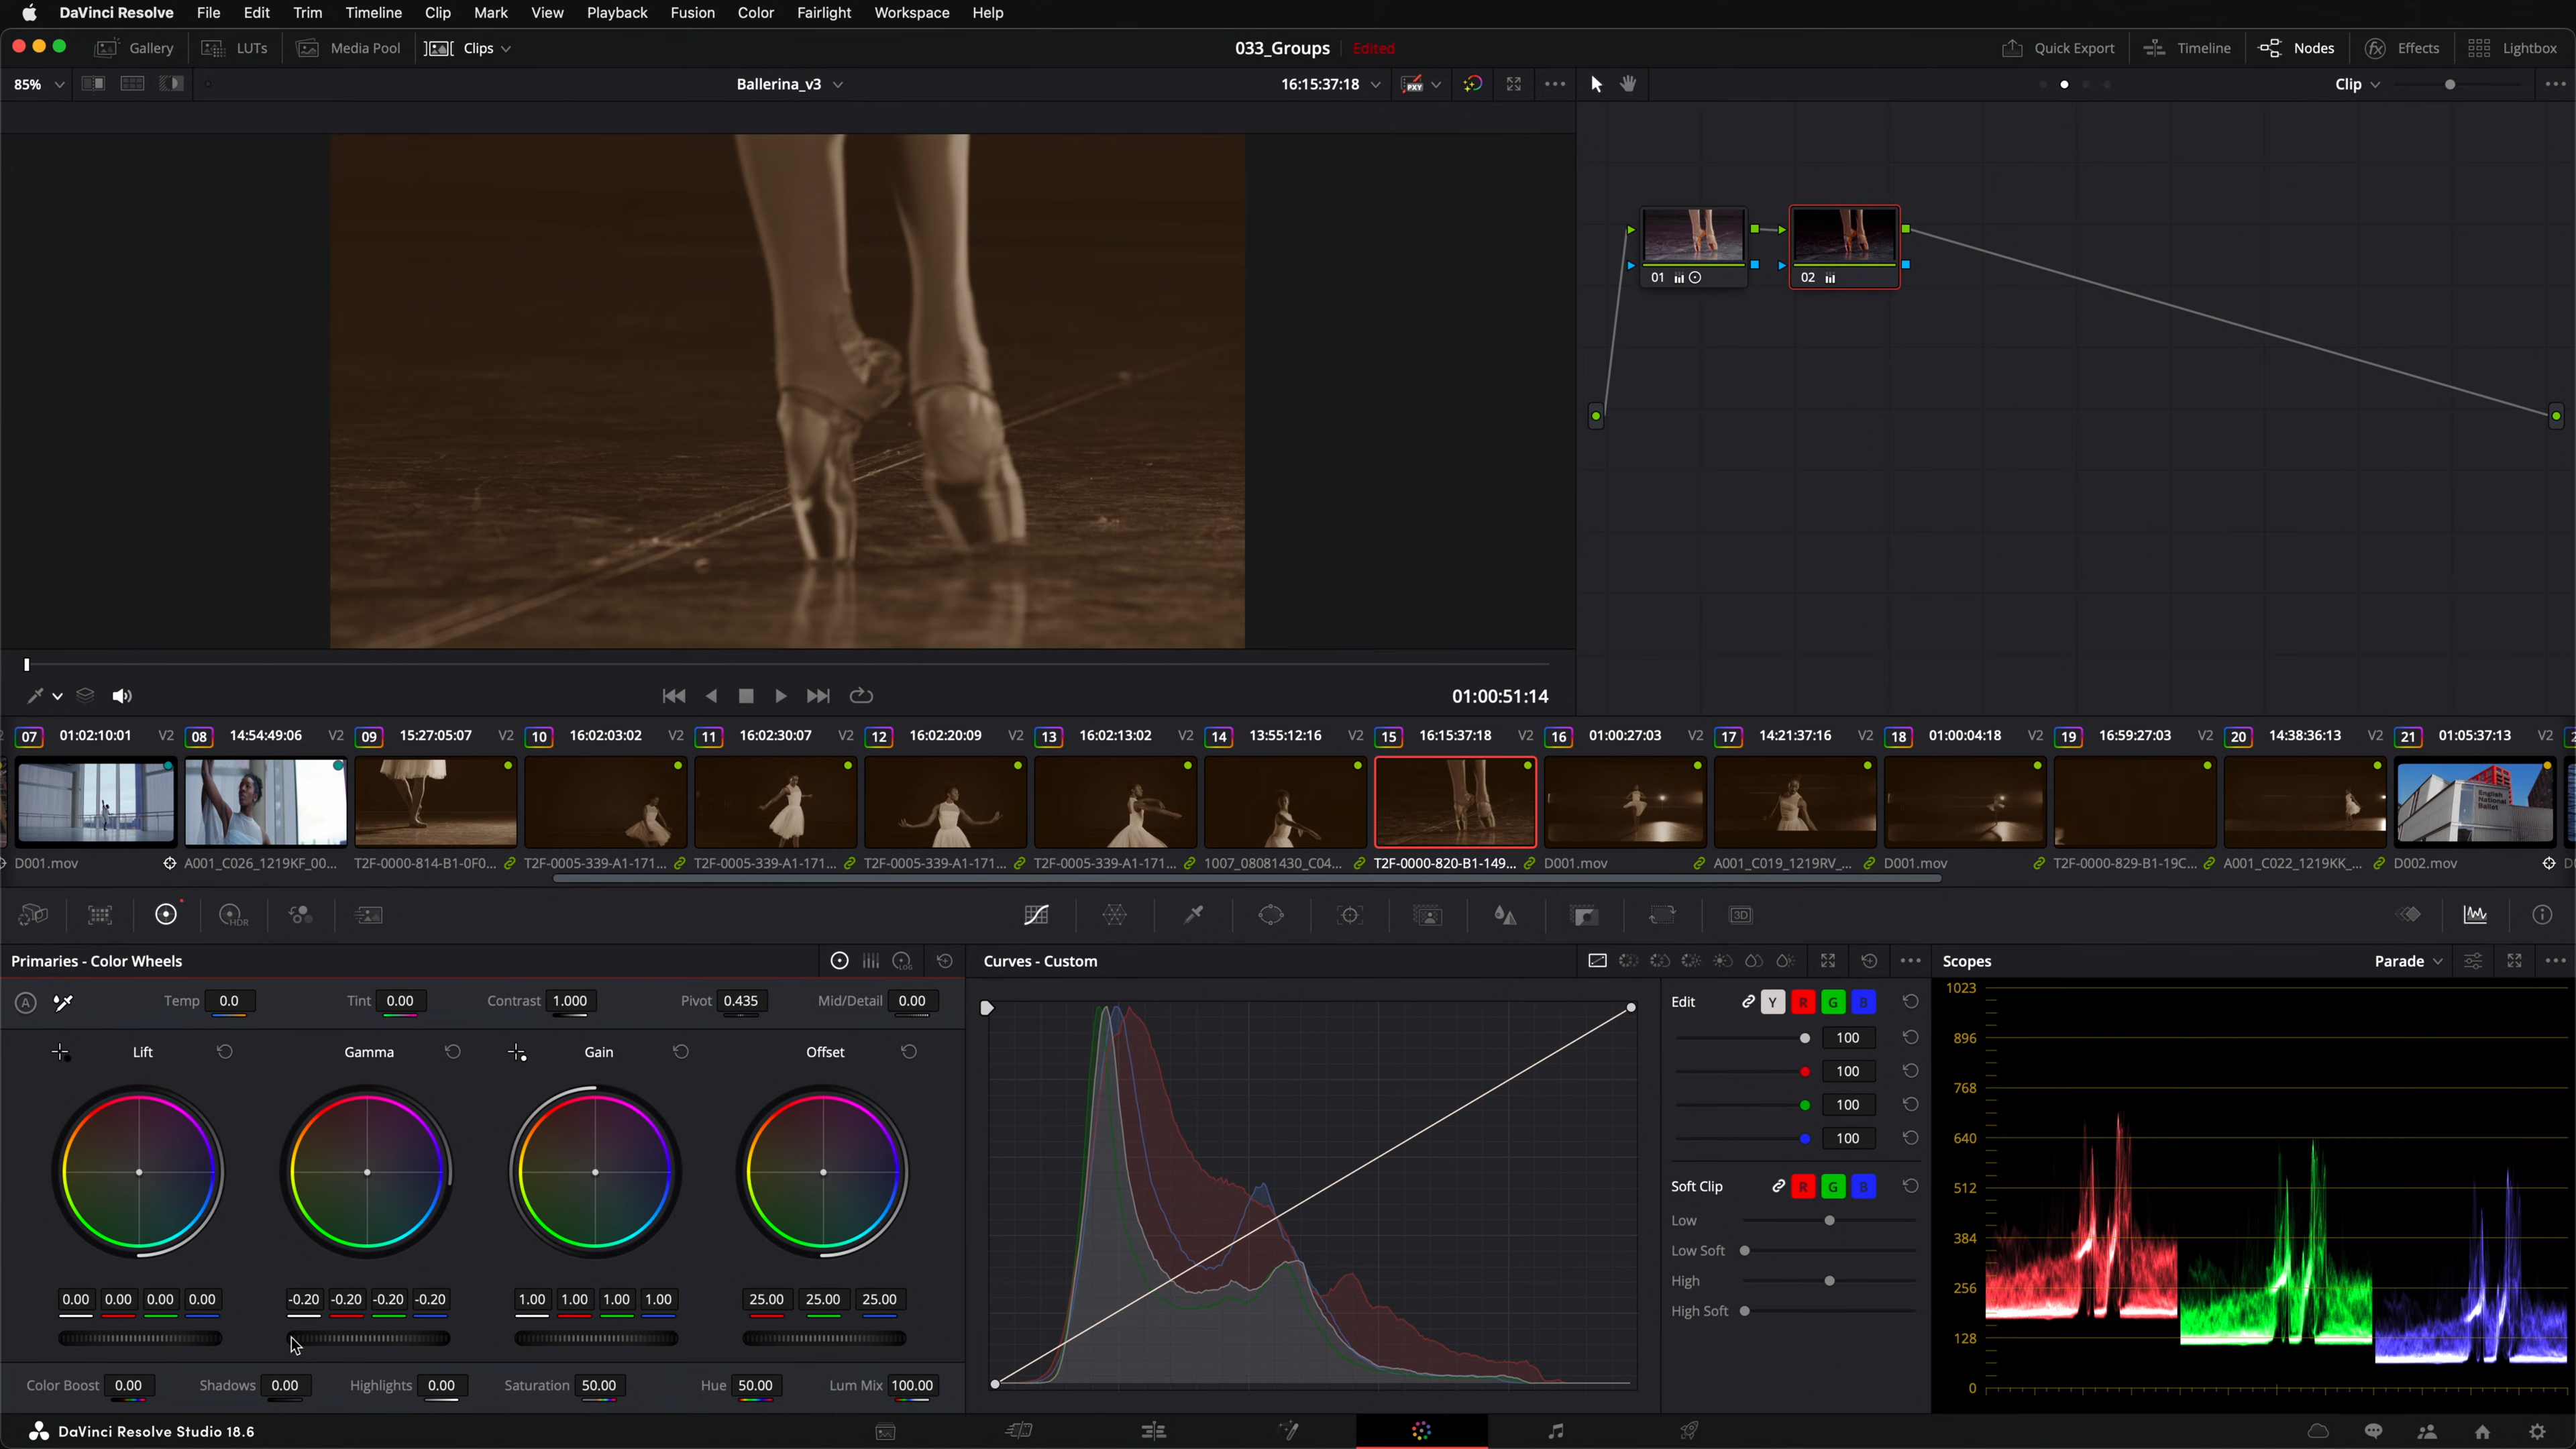 DaVinci Resolve File Edit Trim Timeline Clip Mark View Playback Fusion Color Fairlight Workspace Help
Gallery LUTs Media Pool Clips 033_Groups Edited Quick Export Timeline Nodes Effects Lightbox
85% Ballerina_v3 16:15:37:18 PXY Clip
01 02
01:00:51:14
07 01:02:10:01 V2 08 14:54:49:06 V2 09 15:27:05:07 V2 10 16:02:03:02 V2 11 16:02:30:07 V2 12 16:02:20:09 V2 13 16:02:13:02 V2 14 13:55:12:16 V2 15 16:15:37:18 V2 16 01:00:27:03 V2 17 14:21:37:16 V2 18 01:00:04:18 V2 19 16:59:27:03 V2 20 14:38:36:13 V2 21 01:05:37:13 V2
English
National
Ballet
D001.mov A001_C026_1219KF_00... T2F-0000-814-B1-0F0... T2F-0005-339-A1-171... T2F-0005-339-A1-171... T2F-0005-339-A1-171... T2F-0005-339-A1-171... 1007_08081430_C04... T2F-0000-820-B1-149... D001.mov A001_C019_1219RV_... D001.mov T2F-0000-829-B1-19C... A001_C022_1219KK_... D002.mov
HDR 3D
Primaries - Color Wheels LOG Curves - Custom Scopes Parade
A Temp 0.0 Tint 0.00 Contrast 1.000 Pivot 0.435 Mid/Detail 0.00
Lift Gamma Gain Offset
0.00 0.00 0.00 0.00 -0.20 -0.20 -0.20 -0.20 1.00 1.00 1.00 1.00 25.00 25.00 25.00
Color Boost 0.00 Shadows 0.00 Highlights 0.00 Saturation 50.00 Hue 50.00 Lum Mix 100.00
Edit Y R G B
100
100
100
100
Soft Clip R G B
Low
Low Soft
High
High Soft
1023
896
768
640
512
384
256
128
0
DaVinci Resolve Studio 18.6